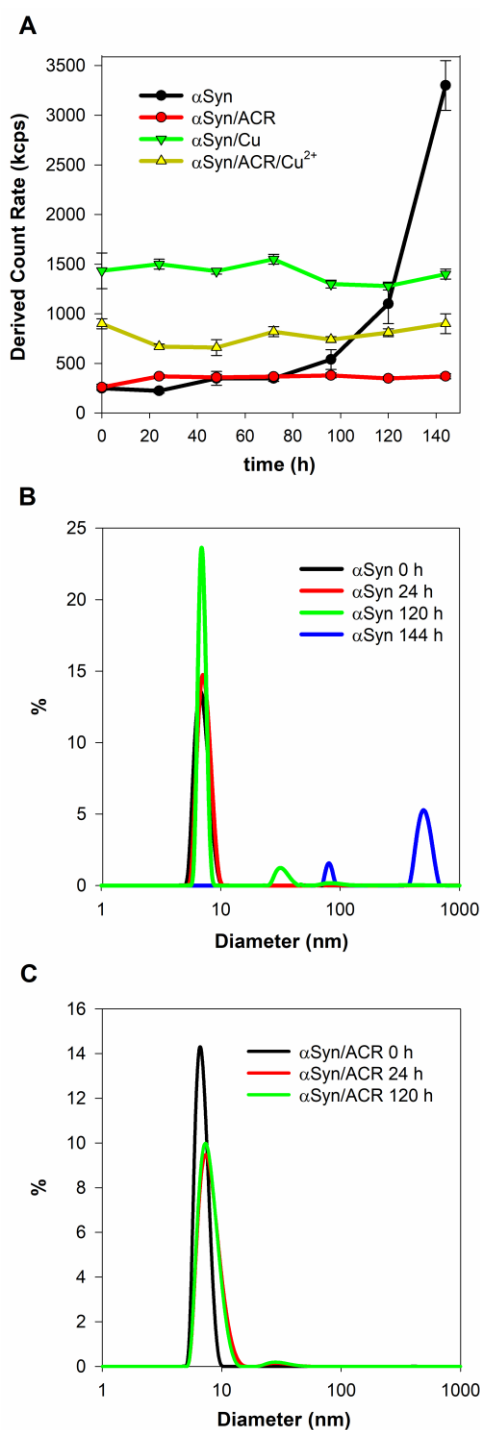 A
3500
3000
2500
2000
1500
1000
500
0
Derived Count Rate (kcps)
αSyn
αSyn/ACR
αSyn/Cu
αSyn/ACR/Cu²⁺
0 20 40 60 80 100 120 140
time (h)
B
25
20
15
10
5
0
%
αSyn 0 h
αSyn 24 h
αSyn 120 h
αSyn 144 h
1 10 100 1000
Diameter (nm)
C
16
14
12
10
8
6
4
2
0
%
αSyn/ACR 0 h
αSyn/ACR 24 h
αSyn/ACR 120 h
1 10 100 1000
Diameter (nm)